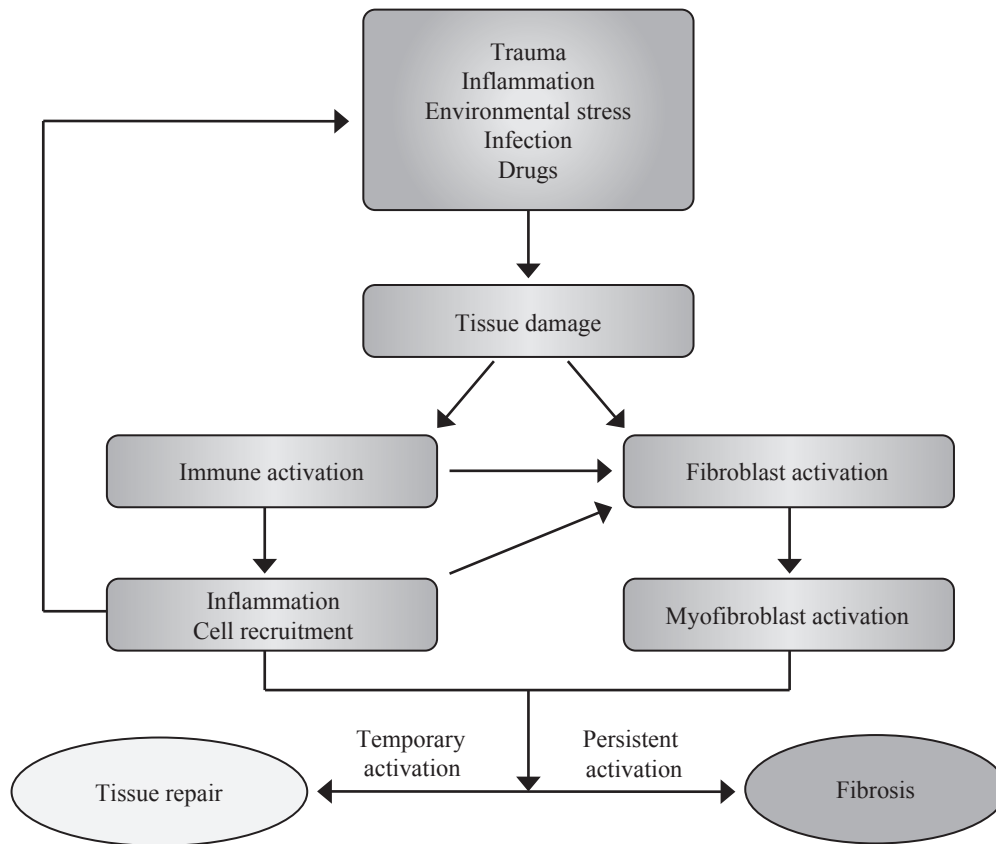 Trauma
Inflammation
Environmental stress
Infection
Drugs
Tissue damage
Immune activation
Fibroblast activation
Inflammation
Cell recruitment
Myofibroblast activation
Temporary
activation
Persistent
activation
Tissue repair
Fibrosis